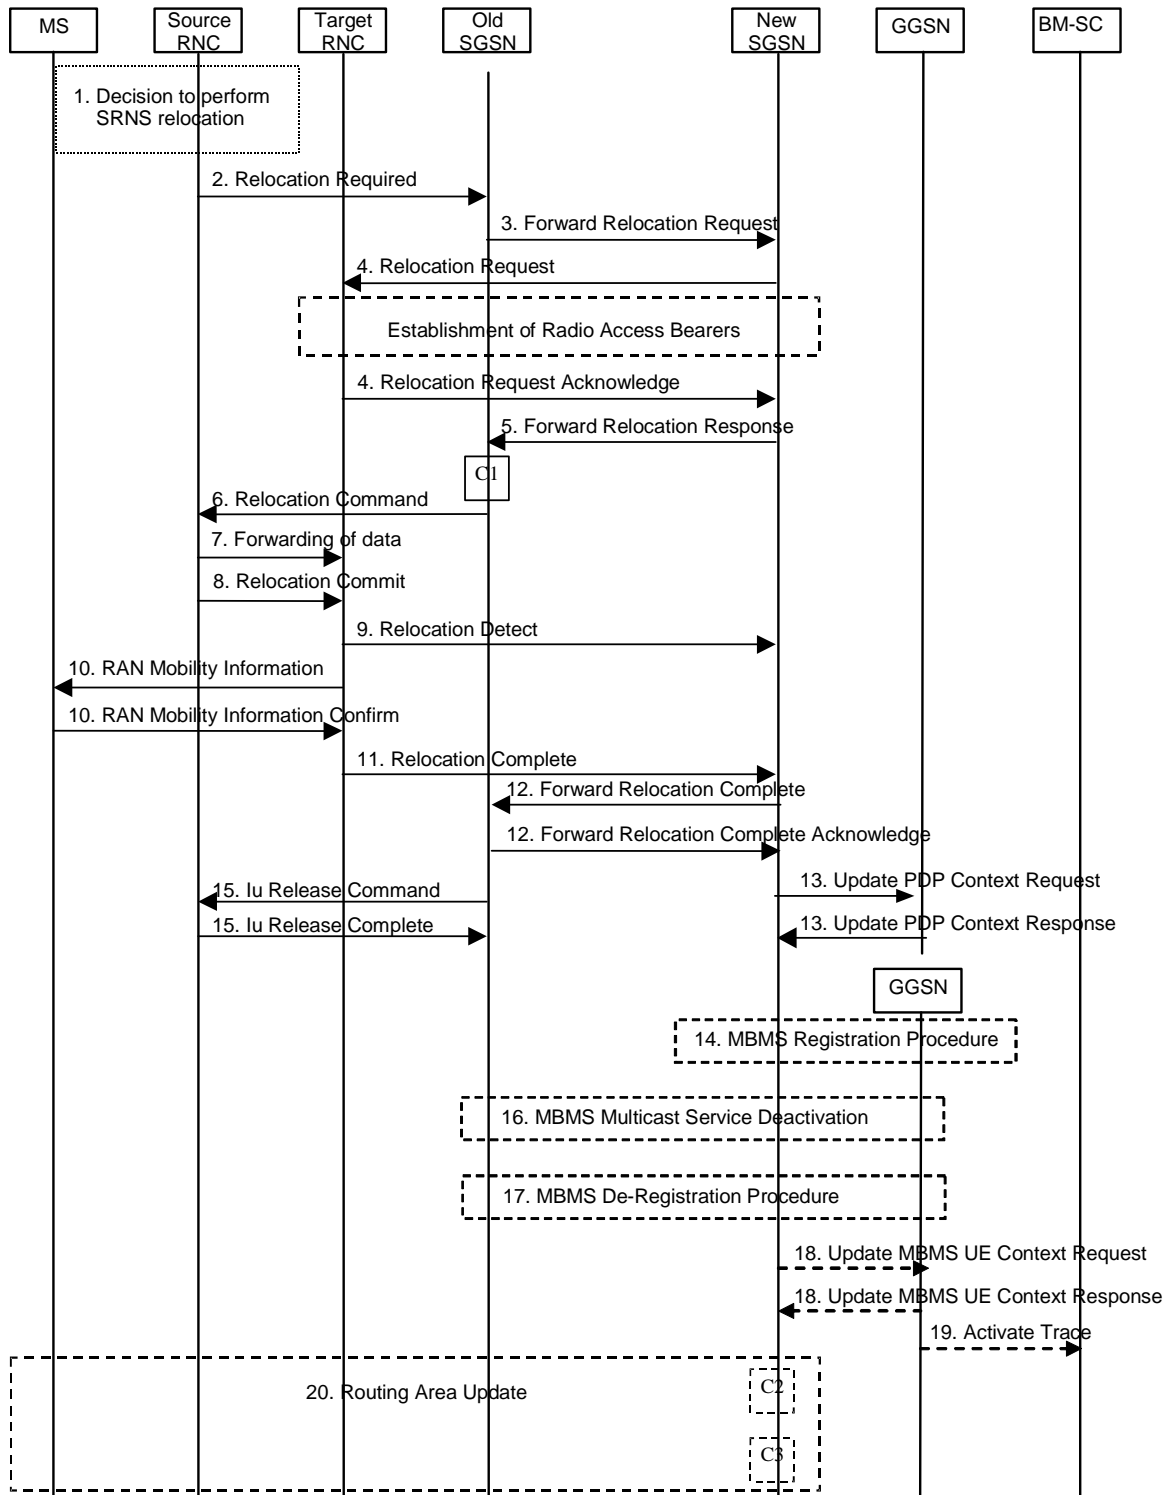 MS
Source
RNC
Target
RNC
Old
SGSN
New
SGSN
GGSN
BM-SC
1. Decision to perform
SRNS relocation
2. Relocation Required
3. Forward Relocation Request
4. Relocation Request
Establishment of Radio Access Bearers
4. Relocation Request Acknowledge
5. Forward Relocation Response
C1
6. Relocation Command
7. Forwarding of data
8. Relocation Commit
9. Relocation Detect
10. RAN Mobility Information
10. RAN Mobility Information Confirm
11. Relocation Complete
12. Forward Relocation Complete
12. Forward Relocation Complete Acknowledge
13. Update PDP Context Request
15. Iu Release Command
13. Update PDP Context Response
15. Iu Release Complete
GGSN
14. MBMS Registration Procedure
16. MBMS Multicast Service Deactivation
17. MBMS De-Registration Procedure
18. Update MBMS UE Context Request
18. Update MBMS UE Context Response
19. Activate Trace
20. Routing Area Update
C2
C3